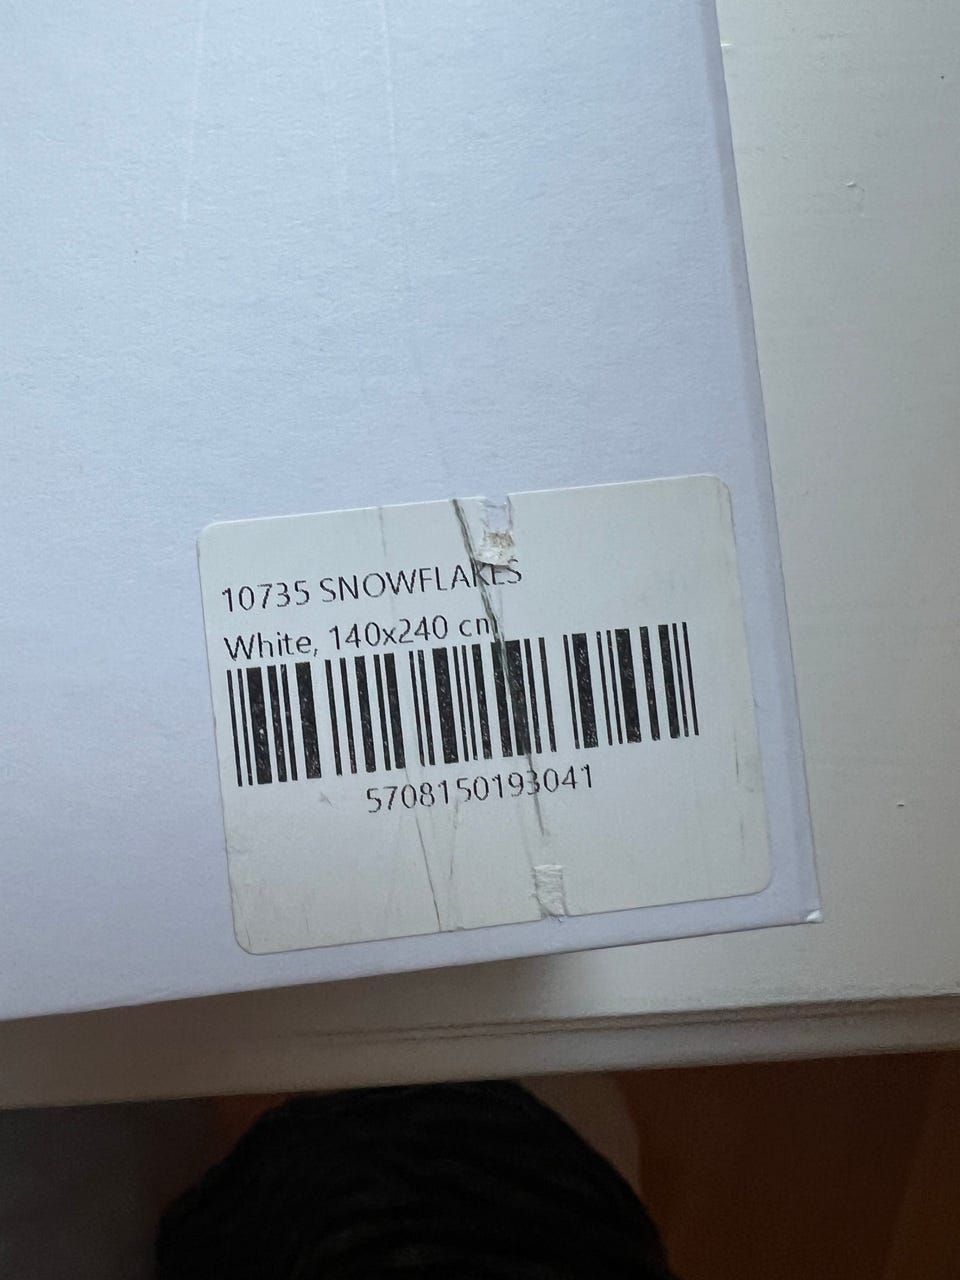 10735 SNOWFLAKES
White, 140x240 cm
5708150193041